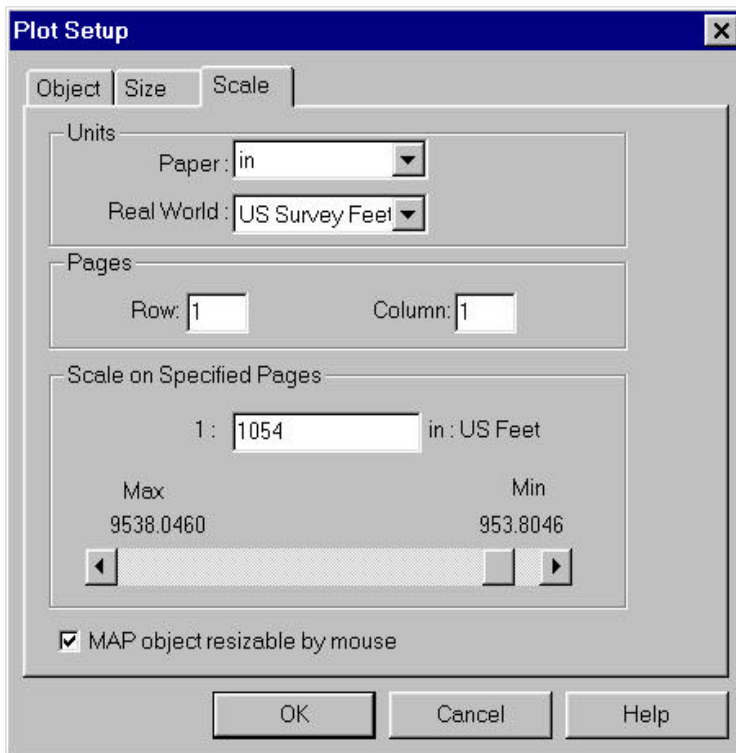 Plot Setup
Object Size Scale
Units
Paper : in
Real World : US Survey Feet
Pages
Row: 1 Column: 1
Scale on Specified Pages
1 : 1054 in : US Feet
Max Min
9538.0460 953.8046
MAP object resizable by mouse
OK Cancel Help